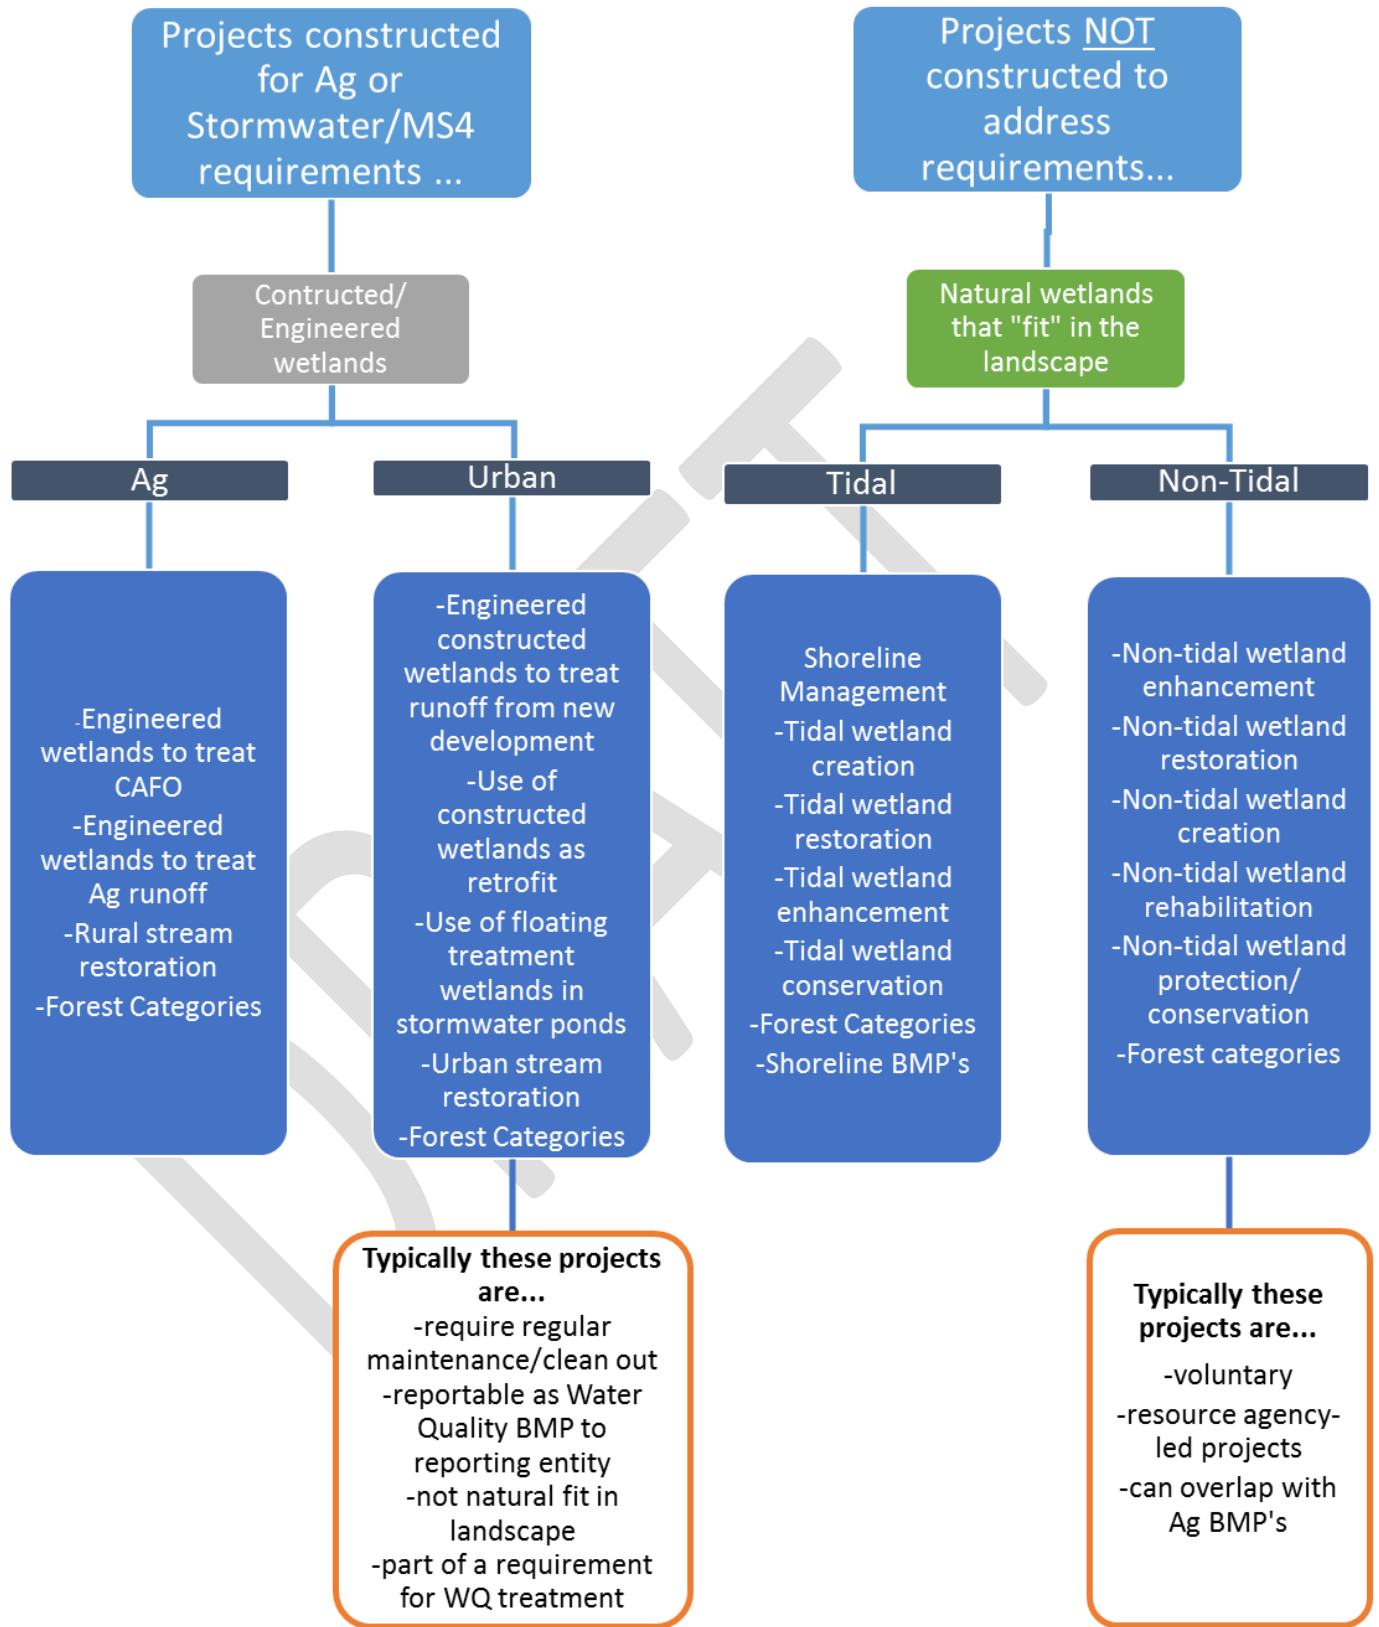 Projects constructed
for Ag or
Stormwater/MS4
requirements ...
Projects NOT
constructed to
address
requirements...
Contructed/
Engineered
wetlands
Natural wetlands
that "fit" in the
landscape
Ag
Urban
Tidal
Non-Tidal
-Engineered
wetlands to treat
CAFO
-Engineered
wetlands to treat
Ag runoff
-Rural stream
restoration
-Forest Categories
-Engineered
constructed
wetlands to treat
runoff from new
development
-Use of
constructed
wetlands as
retrofit
-Use of floating
treatment
wetlands in
stormwater ponds
-Urban stream
restoration
-Forest Categories
Shoreline
Management
-Tidal wetland
creation
-Tidal wetland
restoration
-Tidal wetland
enhancement
-Tidal wetland
conservation
-Forest Categories
-Shoreline BMP's
-Non-tidal wetland
enhancement
-Non-tidal wetland
restoration
-Non-tidal wetland
creation
-Non-tidal wetland
rehabilitation
-Non-tidal wetland
protection/
conservation
-Forest categories
Typically these projects
are...
-require regular
maintenance/clean out
-reportable as Water
Quality BMP to
reporting entity
-not natural fit in
landscape
-part of a requirement
for WQ treatment
Typically these
projects are...
-voluntary
-resource agency-
led projects
-can overlap with
Ag BMP's
DRAFT